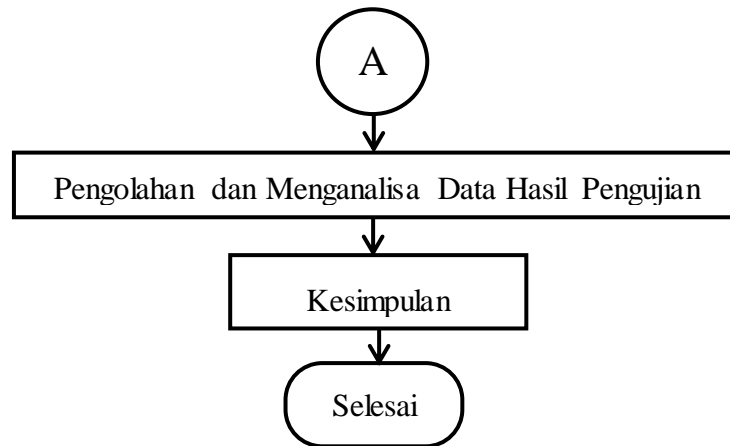 A
Pengolahan dan Menganalisa Data Hasil Pengujian
Kesimpulan
Selesai